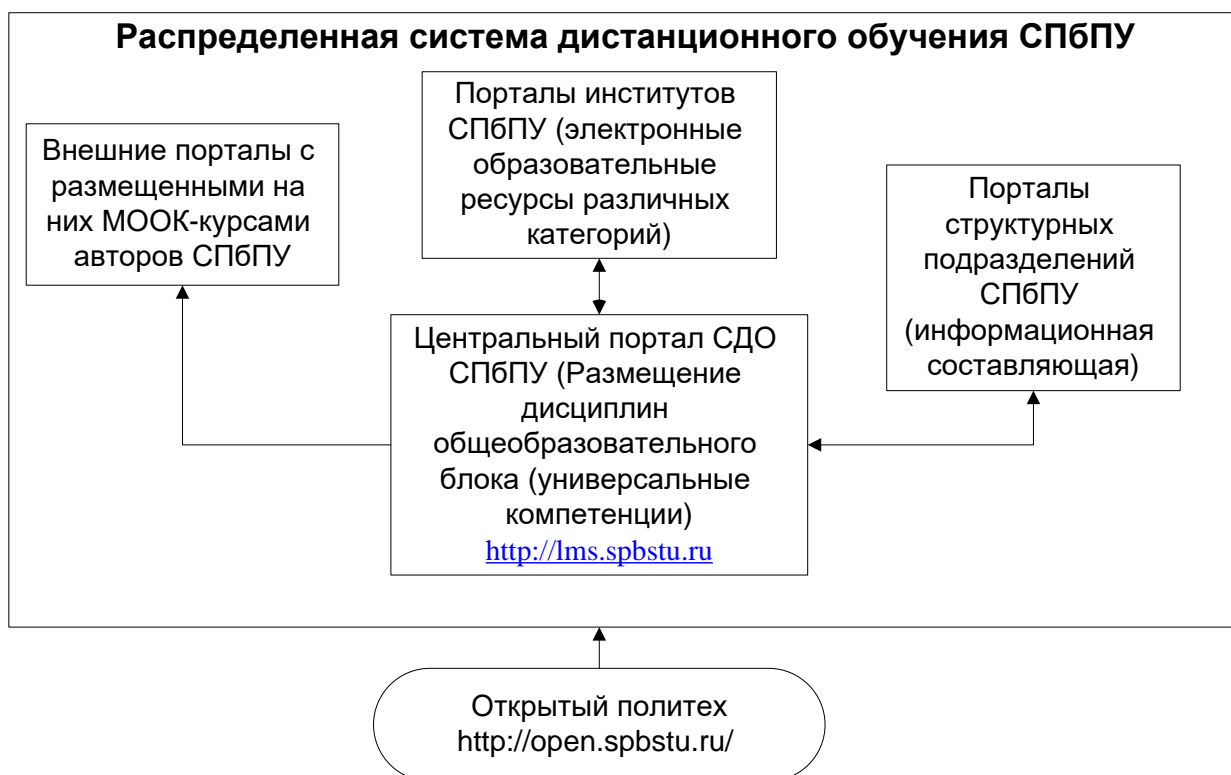 Распределенная система дистанционного обучения СПбПУ
Внешние порталы с
размещенными на
них МООК-курсами
авторов СПбПУ
Порталы институтов
СПбПУ (электронные
образовательные
ресурсы различных
категорий)
Порталы
структурных
подразделений
СПбПУ
(информационная
составляющая)
Центральный портал СДО
СПбПУ (Размещение
дисциплин
общеобразовательного
блока (универсальные
компетенции)
http://lms.spbstu.ru
Открытый политех
http://open.spbstu.ru/